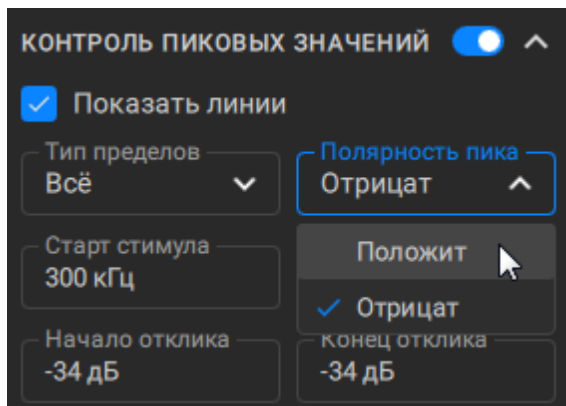 КОНТРОЛЬ ПИКОВЫХ ЗНАЧЕНИЙ
Показать линии
Тип пределов
Всё
Полярность пика
Отрицат
Положит
Отрицат
Старт стимула
300 кГц
Начало отклика
-34 дБ
Конец отклика
-34 дБ